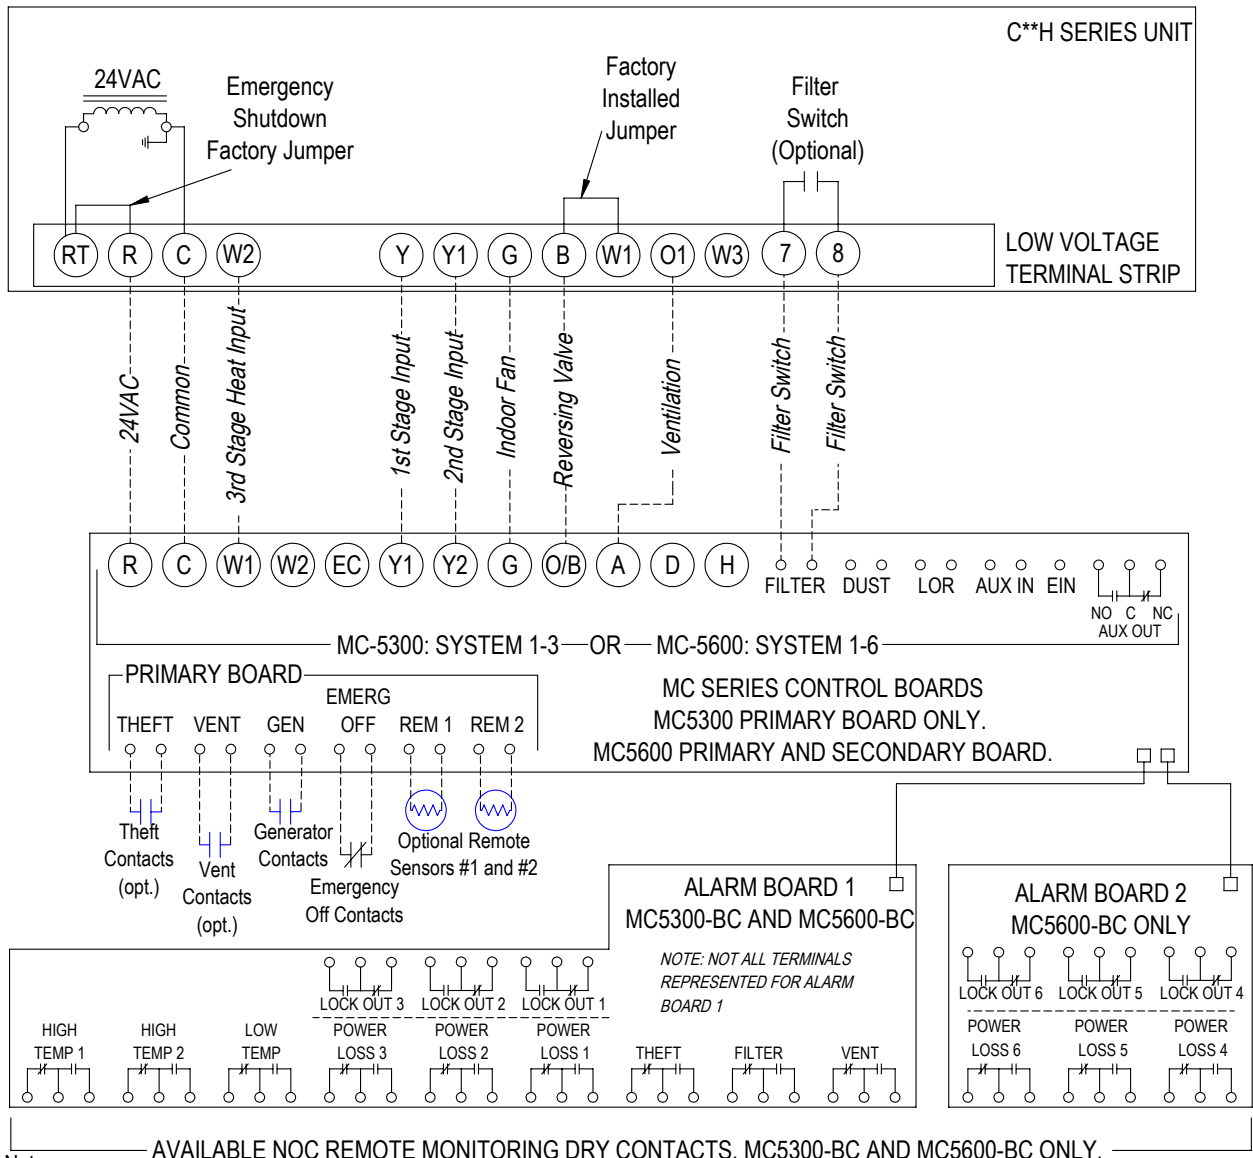 C**H SERIES UNIT
24VAC
Emergency
Shutdown
Factory Jumper
Factory
Installed
Jumper
Filter
Switch
(Optional)
RT R C W2 Y Y1 G B W1 O1 W3 7 8
LOW VOLTAGE
TERMINAL STRIP
24VAC
Common
3rd Stage Heat Input
1st Stage Input
2nd Stage Input
Indoor Fan
Reversing Valve
Ventilation
Filter Switch
Filter Switch
R C W1 W2 EC Y1 Y2 G O/B A D H
FILTER DUST LOR AUX IN EIN
NO C NC
AUX OUT
MC-5300: SYSTEM 1-3 OR MC-5600: SYSTEM 1-6
PRIMARY BOARD
MC SERIES CONTROL BOARDS
MC5300 PRIMARY BOARD ONLY.
MC5600 PRIMARY AND SECONDARY BOARD.
THEFT VENT GEN
EMERG
OFF
REM 1 REM 2
Theft
Contacts
(opt.)
Vent
Contacts
(opt.)
Generator
Contacts
Emergency
Off Contacts
Optional Remote
Sensors #1 and #2
ALARM BOARD 1
MC5300-BC AND MC5600-BC
NOTE: NOT ALL TERMINALS
REPRESENTED FOR ALARM
BOARD 1
LOCK OUT 3 LOCK OUT 2 LOCK OUT 1
HIGH
TEMP 1
HIGH
TEMP 2
LOW
TEMP
POWER
LOSS 3
POWER
LOSS 2
POWER
LOSS 1
THEFT
FILTER
VENT
ALARM BOARD 2
MC5600-BC ONLY
LOCK OUT 6 LOCK OUT 5 LOCK OUT 4
POWER
LOSS 6
POWER
LOSS 5
POWER
LOSS 4
AVAILABLE NOC REMOTE MONITORING DRY CONTACTS. MC5300-BC AND MC5600-BC ONLY.